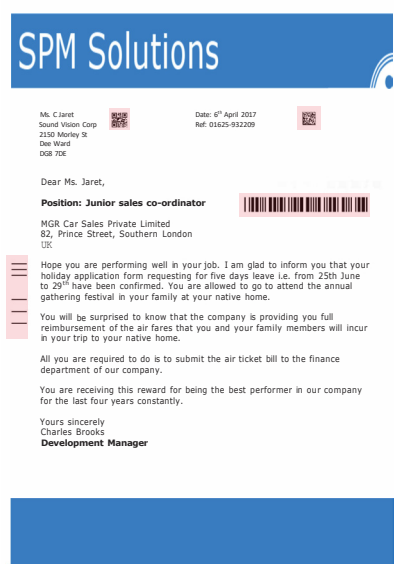 SPM Solutions
Ms. C Jaret
Sound Vision Corp
2150 Morley St
Dee Ward
DG8 7DE
Date: 6th April 2017
Ref: 01625-932209
Dear Ms. Jaret,
Position: Junior sales co-ordinator
MGR Car Sales Private Limited
82, Prince Street, Southern London
UK
Hope you are performing well in your job. I am glad to inform you that your
holiday application form requesting for five days leave i.e. from 25th June
to 29th have been confirmed. You are allowed to go to attend the annual
gathering festival in your family at your native home.
You will be surprised to know that the company is providing you full
reimbursement of the air fares that you and your family members will incur
in your trip to your native home.
All you are required to do is to submit the air ticket bill to the finance
department of our company.
You are receiving this reward for being the best performer in our company
for the last four years constantly.
Yours sincerely
Charles Brooks
Development Manager